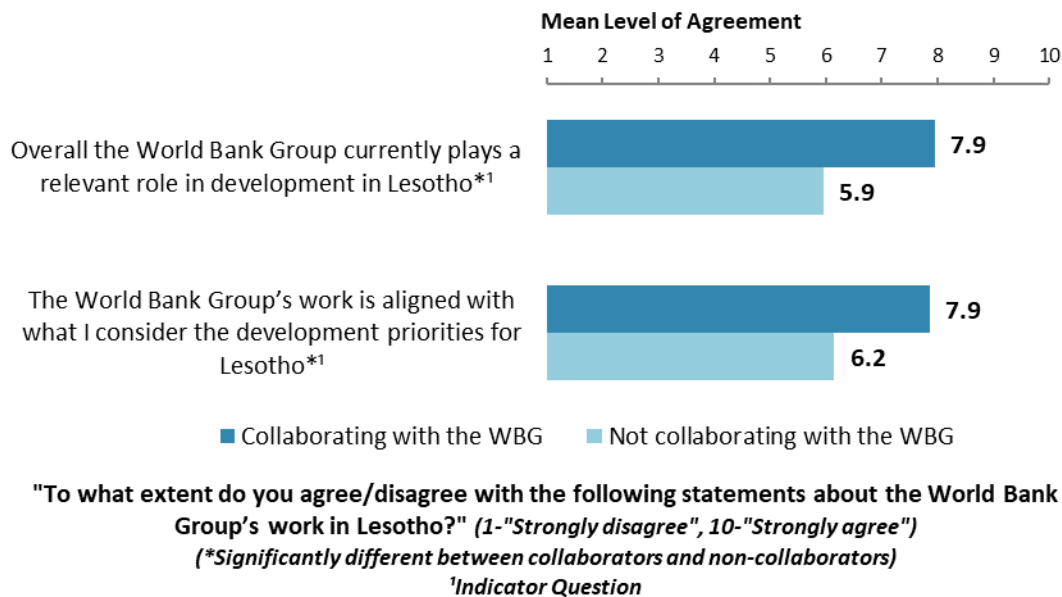 Mean Level of Agreement
1 2 3 4 5 6 7 8 9 10
Overall the World Bank Group currently plays a
relevant role in development in Lesotho*¹
7.9
5.9
The World Bank Group’s work is aligned with
what I consider the development priorities for
Lesotho*¹
7.9
6.2
Collaborating with the WBG Not collaborating with the WBG
"To what extent do you agree/disagree with the following statements about the World Bank
Group’s work in Lesotho?" (1-"Strongly disagree", 10-"Strongly agree")
(*Significantly different between collaborators and non-collaborators)
¹Indicator Question